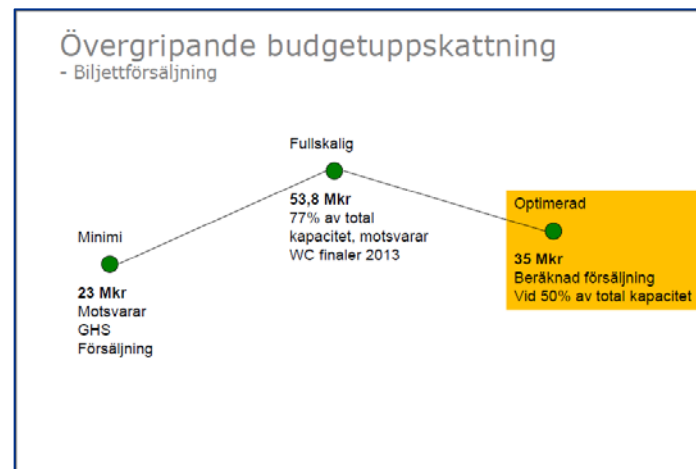 Övergripande budgetuppskattning
- Biljettförsäljning
Minimi
23 Mkr
Motsvarar
GHS
Försäljning
Fullskalig
53,8 Mkr
77% av total
kapacitet, motsvarar
WC finaler 2013
Optimerad
35 Mkr
Beräknad försäljning
Vid 50% av total kapacitet